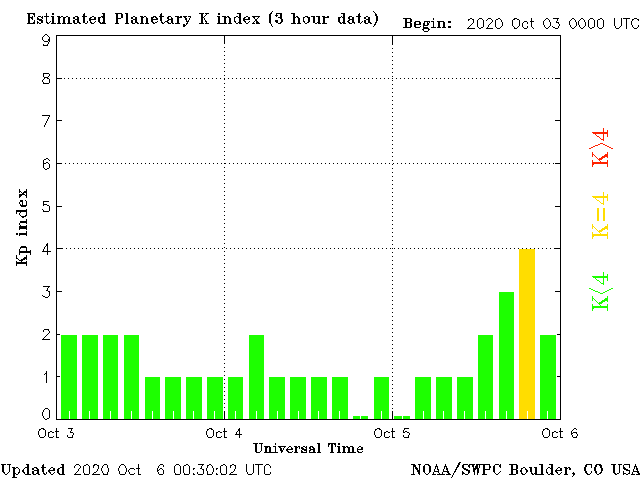 Estimated Planetary K index (3 hour data) Begin: 2020 Oct 03 0000 UTC
9
8
7
6
5
4
3
2
1
0
Kp index
K>4
K=4
K<4
Oct 3 Oct 4 Oct 5 Oct 6
Universal Time
Updated 2020 Oct 6 00:30:02 UTC NOAA/SWPC Boulder, CO USA